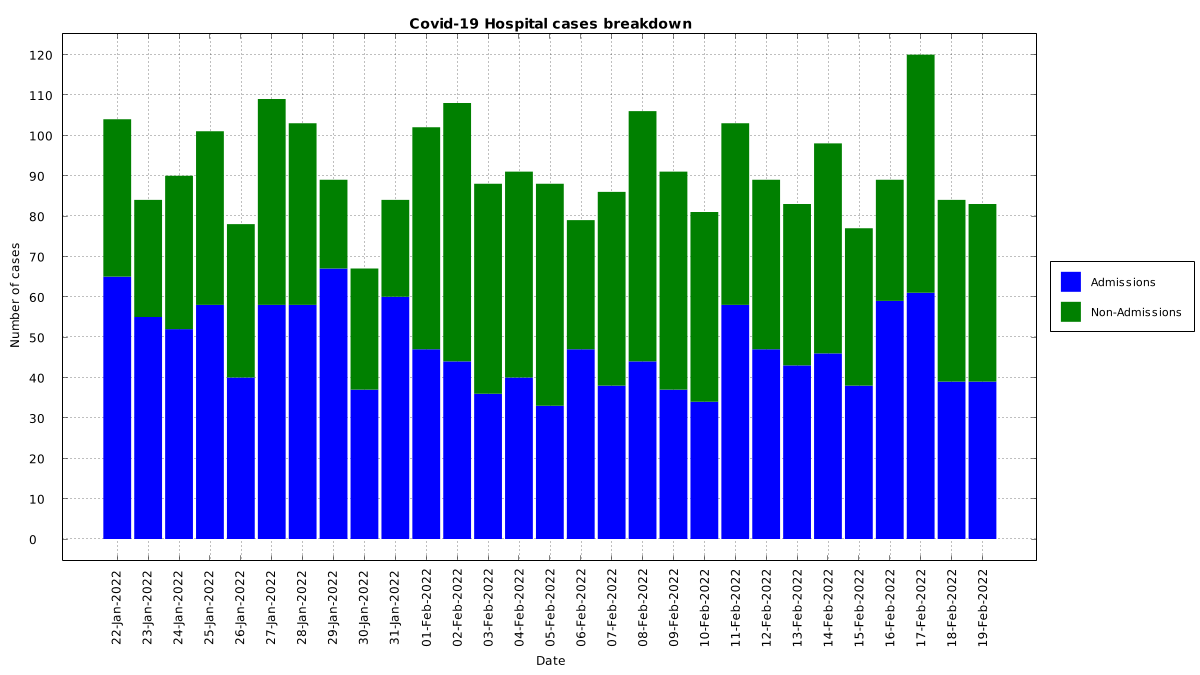 Covid-19 Hospital cases breakdown
120
110
100
90
80
70
60
50
40
30
20
10
0
Number of cases
22-Jan-2022
23-Jan-2022
24-Jan-2022
25-Jan-2022
26-Jan-2022
27-Jan-2022
28-Jan-2022
29-Jan-2022
30-Jan-2022
31-Jan-2022
01-Feb-2022
02-Feb-2022
03-Feb-2022
04-Feb-2022
05-Feb-2022
06-Feb-2022
07-Feb-2022
08-Feb-2022
09-Feb-2022
10-Feb-2022
11-Feb-2022
12-Feb-2022
13-Feb-2022
14-Feb-2022
15-Feb-2022
16-Feb-2022
17-Feb-2022
18-Feb-2022
19-Feb-2022
Date
Admissions
Non-Admissions